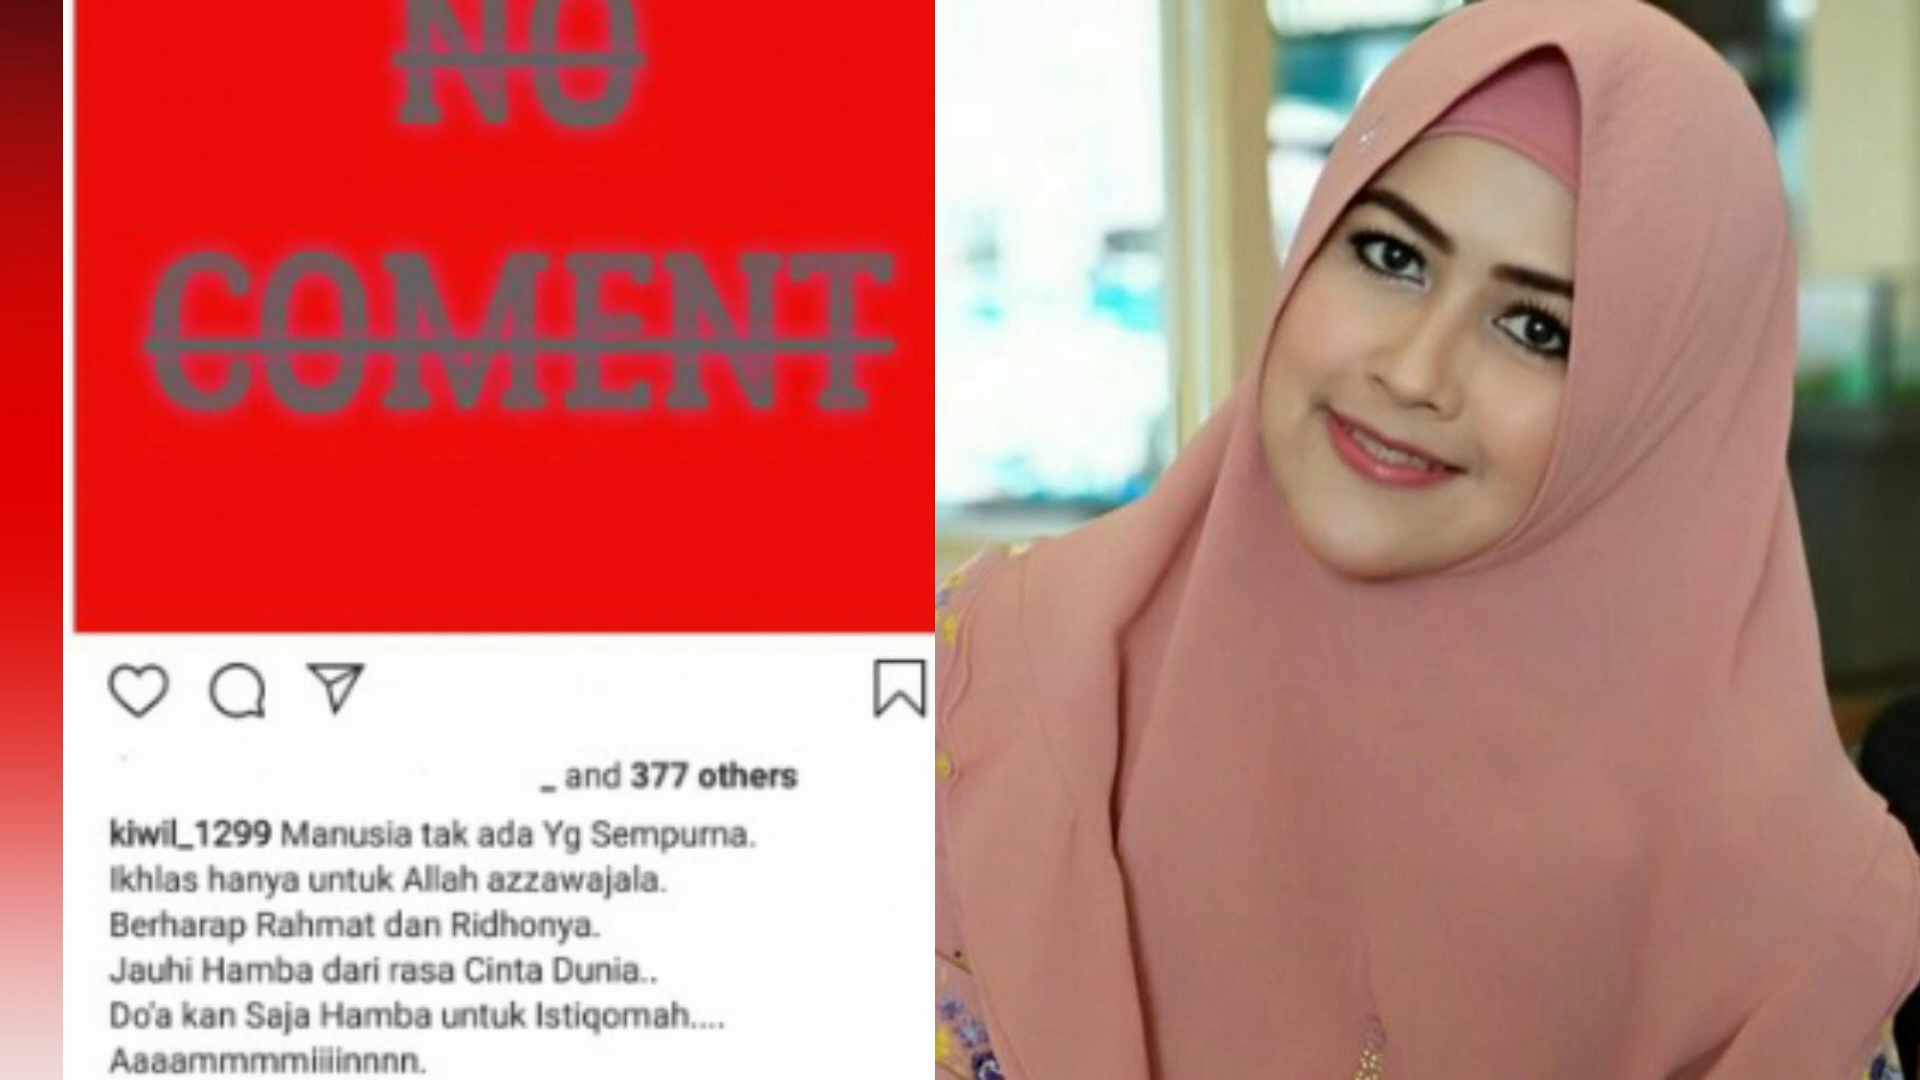 NO
COMENT
_ and 377 others
kiwil_1299 Manusia tak ada Yg Sempurna.
Ikhlas hanya untuk Allah azzawajala.
Berharap Rahmat dan Ridhonya.
Jauhi Hamba dari rasa Cinta Dunia..
Do'a kan Saja Hamba untuk Istiqomah....
Aaaammmmiiiinnnn.